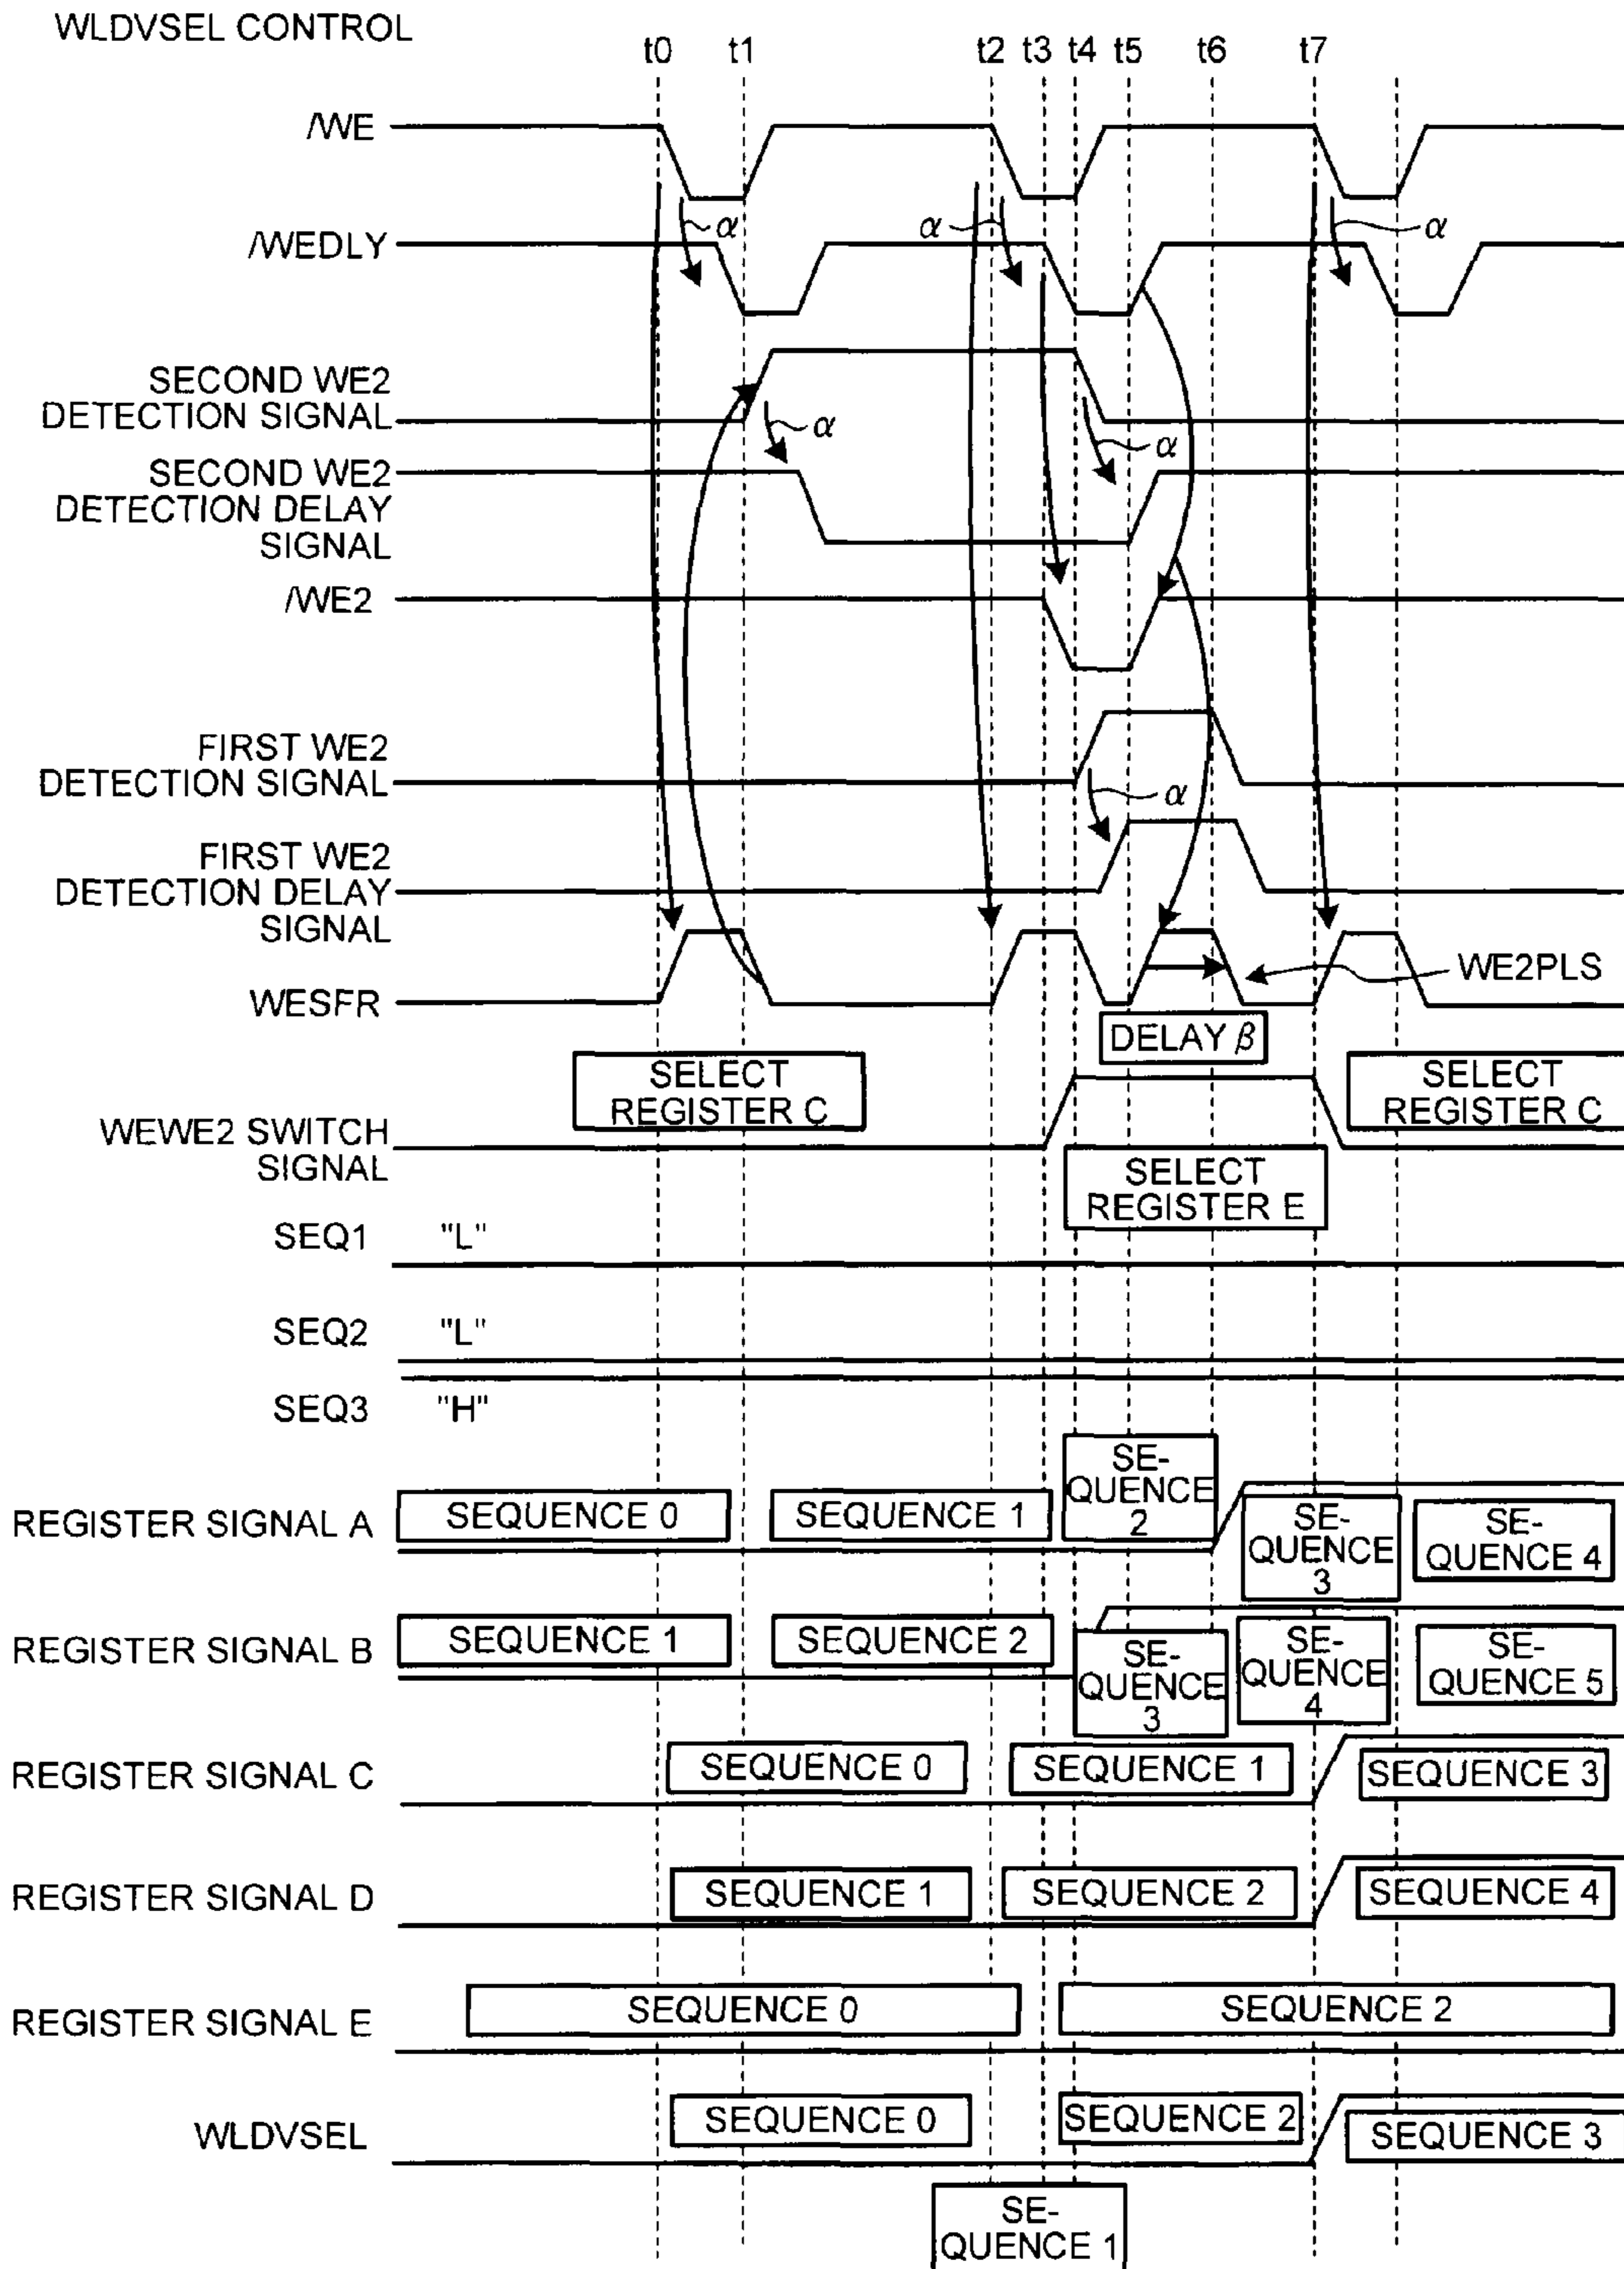 WLDVSEL CONTROL
t0 t1 t2 t3 t4 t5 t6 t7
/WE
α α α
/WEDLY
SECOND WE2
DETECTION SIGNAL
α α
SECOND WE2
DETECTION DELAY
SIGNAL
/WE2
FIRST WE2
DETECTION SIGNAL
α
FIRST WE2
DETECTION DELAY
SIGNAL
WE2PLS
WESFR
DELAY β
SELECT
REGISTER C
SELECT
REGISTER C
WEWE2 SWITCH
SIGNAL
SELECT
REGISTER E
SEQ1 "L"
SEQ2 "L"
SEQ3 "H"
REGISTER SIGNAL A
SEQUENCE 0
SEQUENCE 1
SE-
QUENCE
2
SE-
QUENCE
3
SE-
QUENCE 4
REGISTER SIGNAL B
SEQUENCE 1
SEQUENCE 2
SE-
QUENCE
3
SE-
QUENCE
4
SE-
QUENCE 5
REGISTER SIGNAL C
SEQUENCE 0
SEQUENCE 1
SEQUENCE 3
REGISTER SIGNAL D
SEQUENCE 1
SEQUENCE 2
SEQUENCE 4
REGISTER SIGNAL E
SEQUENCE 0
SEQUENCE 2
WLDVSEL
SEQUENCE 0
SEQUENCE 2
SEQUENCE 3
SE-
QUENCE 1